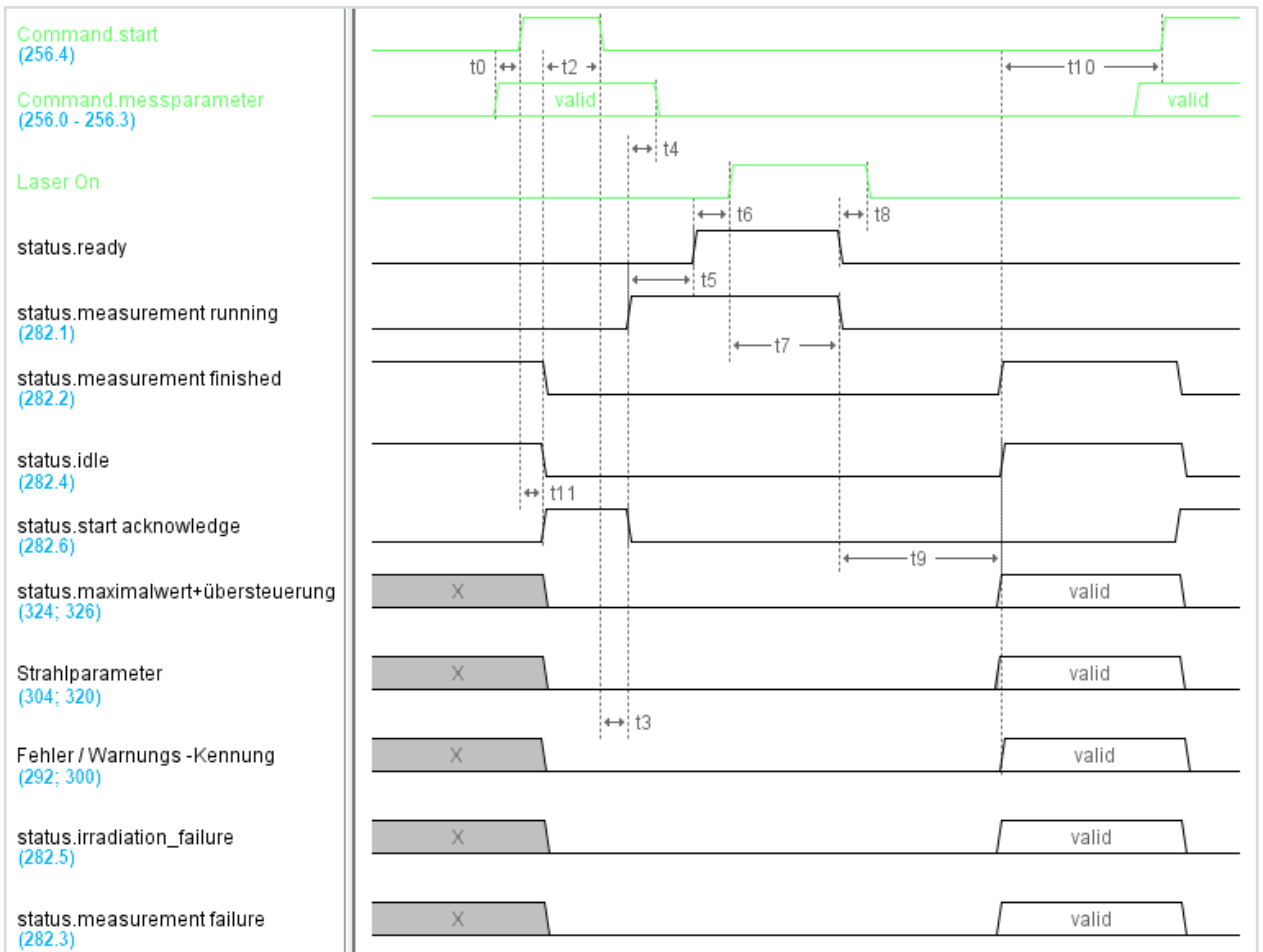 Command.start
(256.4)
t0
t2
t10
Command.messparameter
(256.0 - 256.3)
valid
valid
t4
Laser On
t6
t8
status.ready
t5
status.measurement running
(282.1)
t7
status.measurement finished
(282.2)
status.idle
(282.4)
t11
status.start acknowledge
(282.6)
t9
status.maximalwert+übersteuerung
(324; 326)
X
valid
Strahlparameter
(304; 320)
X
valid
t3
Fehler / Warnungs -Kennung
(292; 300)
X
valid
status.irradiation_failure
(282.5)
X
valid
status.measurement failure
(282.3)
X
valid